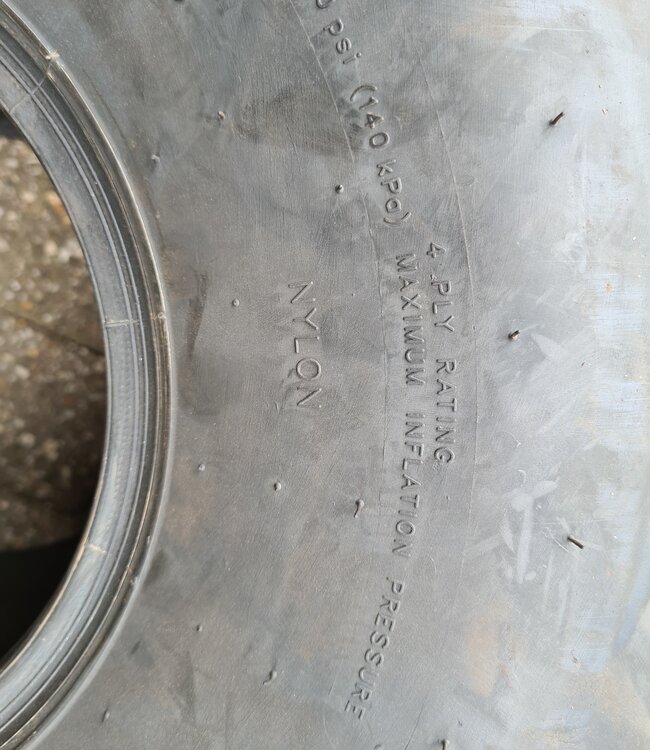 4 PLY RATING
psi (140 kPa) MAXIMUM INFLATION PRESSURE
NYLON